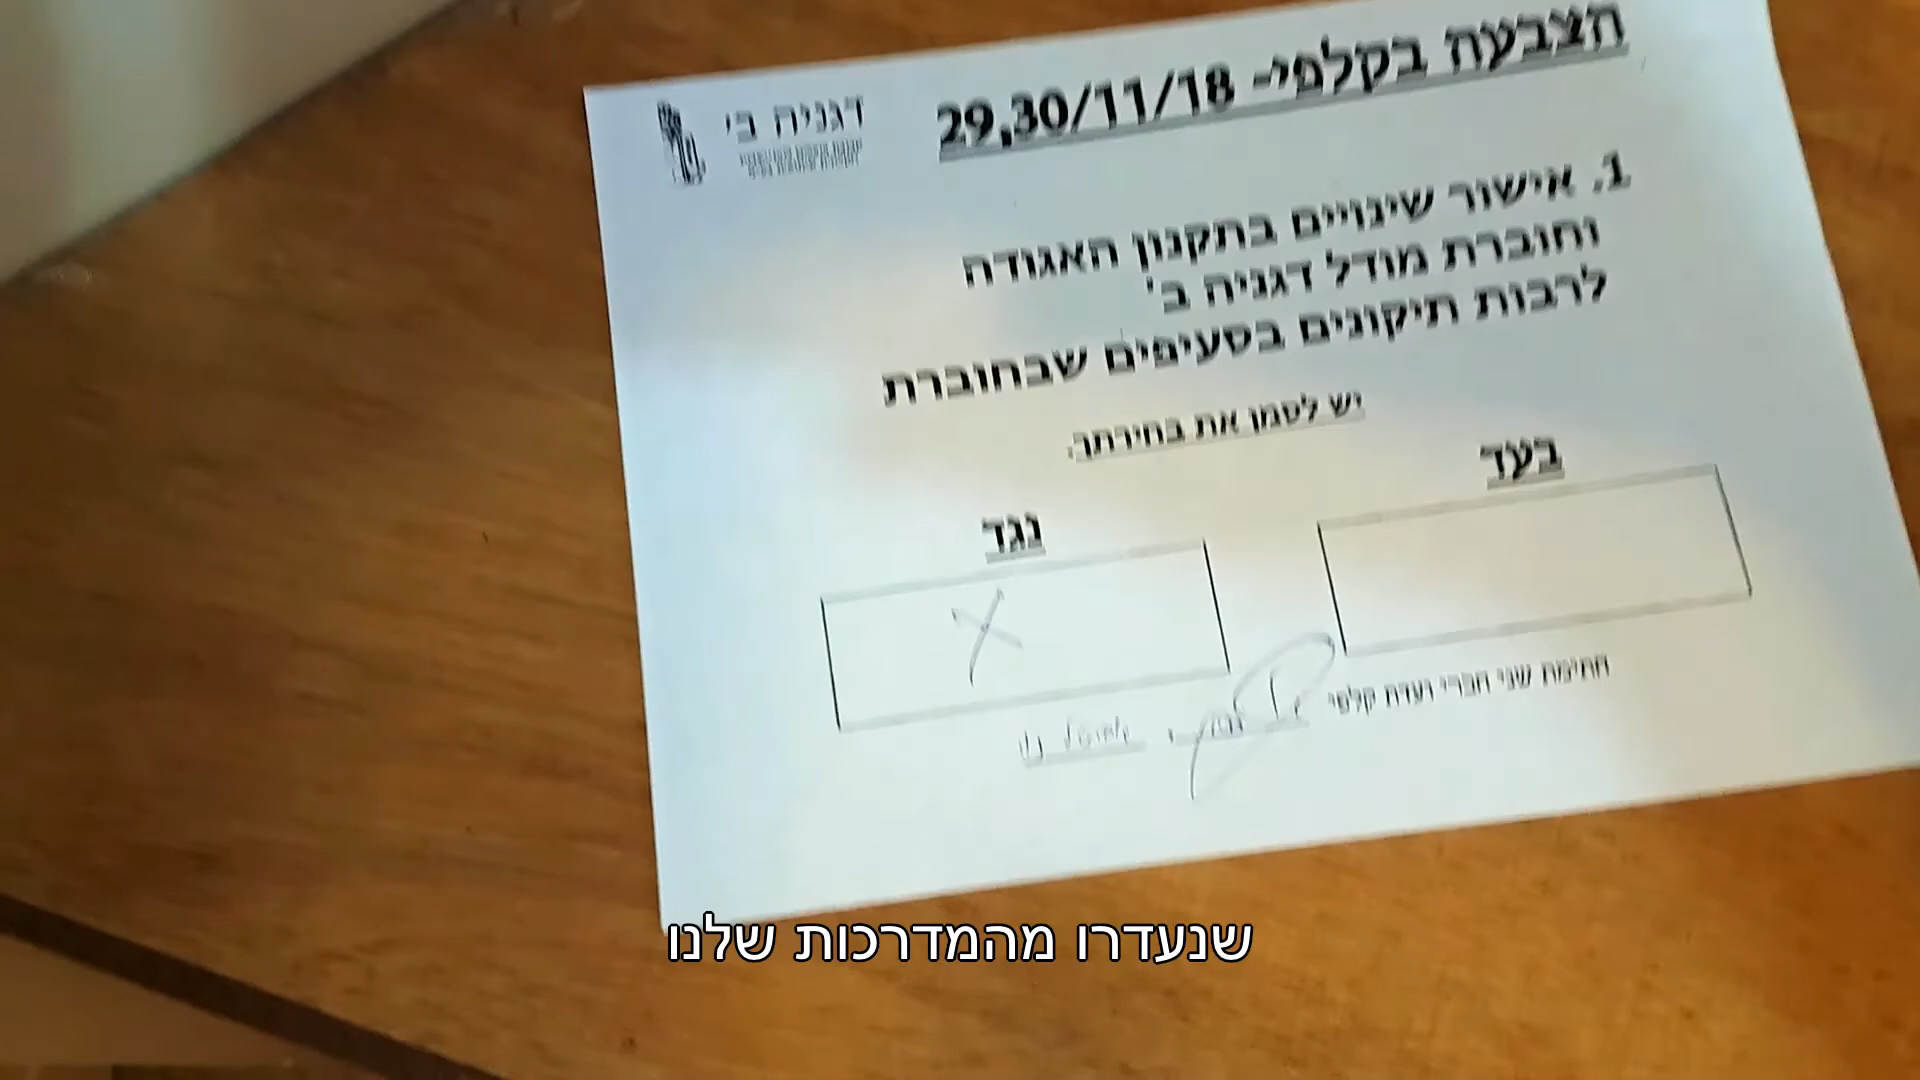 הצבעה בקלפי- 29,30/11/18
דגניה ב'
1. אישור שינויים בתקנון האגודה
וחוברת מודל דגניה ב'
לרבות תיקונים בסעיפים שבחוברת
יש לסמן את בחירתך.
בעד
נגד
X
חתימת שני חברי ועדת קלפי
שנעדרו מהמדרכות שלנו